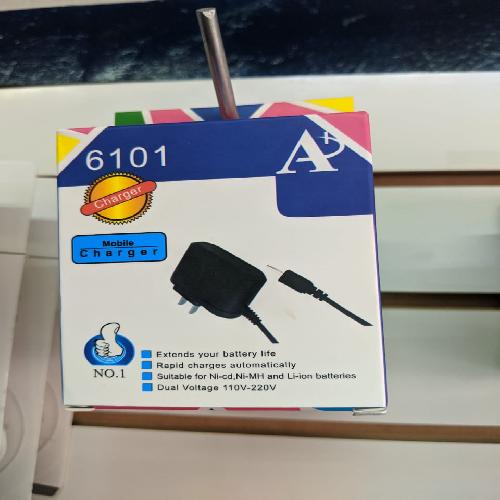 6101
A+
Charger
Mobile
Charger
NO.1
Extends your battery life
Rapid charges automatically
Suitable for Ni-cd,Ni-MH and Li-ion batteries
Dual Voltage 110V-220V